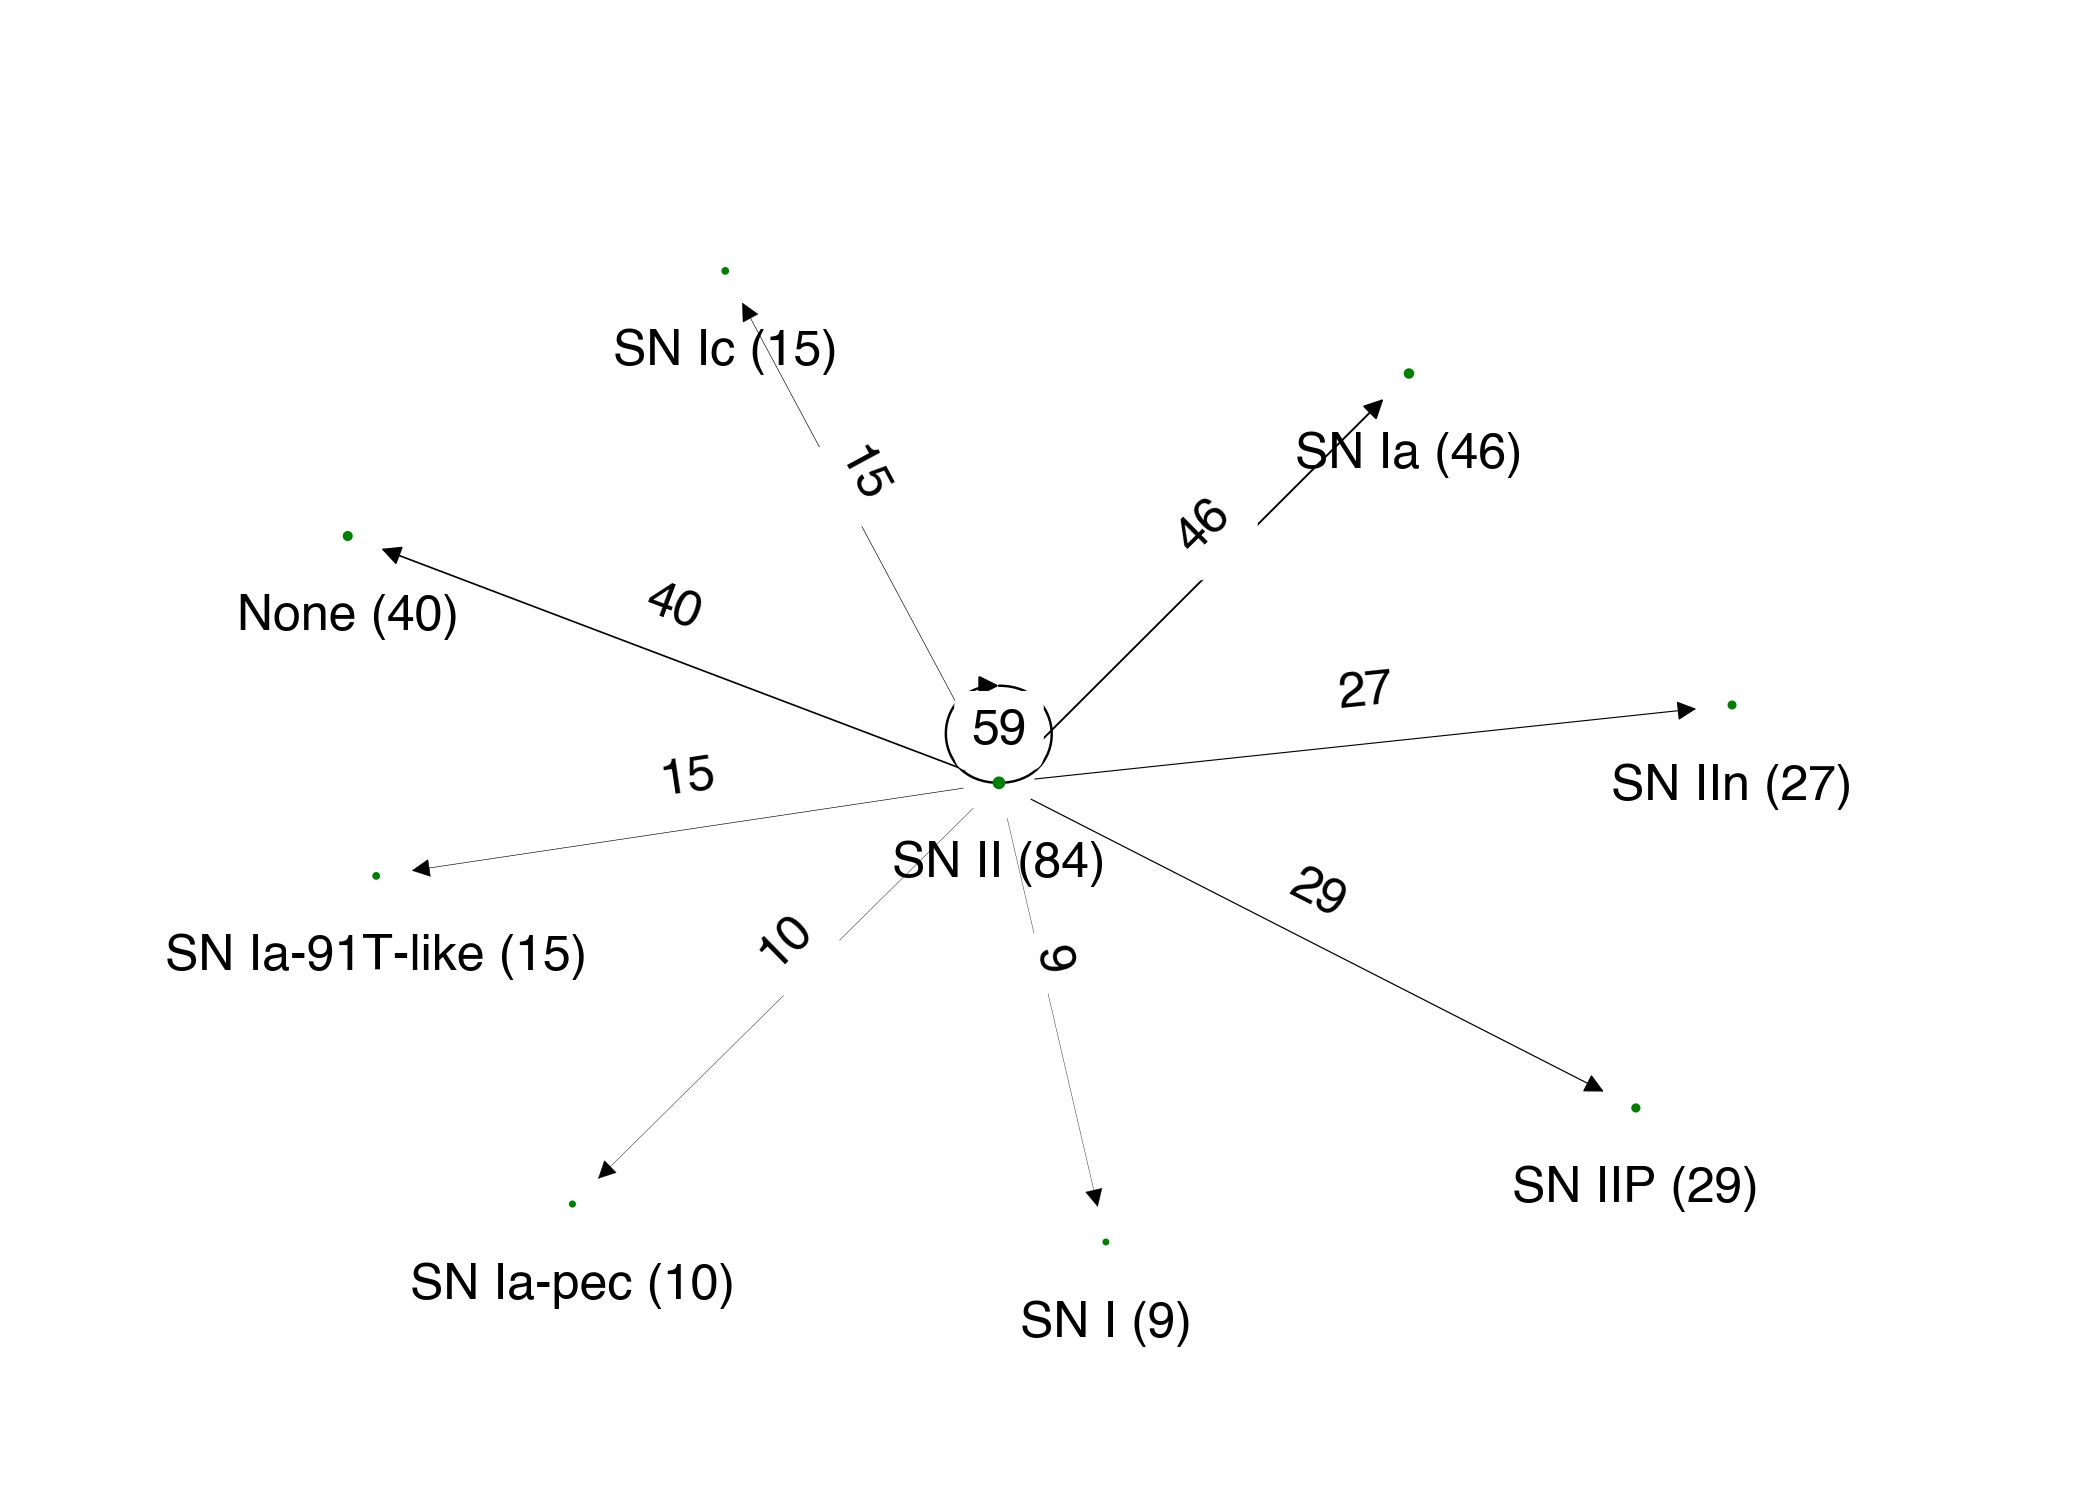 SN Ic (15)
SN Ia (46)
15
46
None (40)
40
27
59
15
SN IIn (27)
SN II (84)
29
SN Ia-91T-like (15)
10
9
SN IIP (29)
SN Ia-pec (10)
SN I (9)